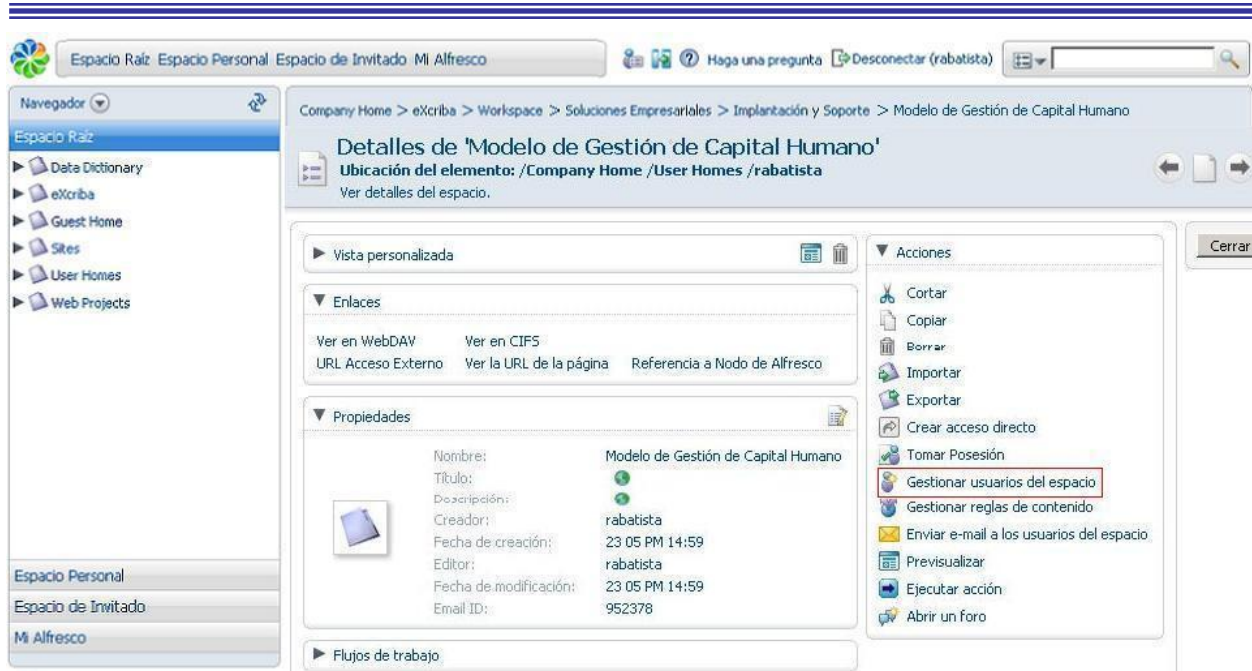 Espacio Raíz Espacio Personal Espacio de Invitado Mi Alfresco
Haga una pregunta Desconectar (rabatista)
Navegador
Espacio Raíz
Data Dictionary
eXcriba
Guest Home
Sites
User Homes
Web Projects
Espacio Personal
Espacio de Invitado
Mi Alfresco
Company Home > eXcriba > Workspace > Soluciones Empresariales > Implantación y Soporte > Modelo de Gestión de Capital Humano
Detalles de 'Modelo de Gestión de Capital Humano'
Ubicación del elemento: /Company Home /User Homes /rabatista
Ver detalles del espacio.
Vista personalizada
Enlaces
Ver en WebDAV Ver en CIFS
URL Acceso Externo Ver la URL de la página Referencia a Nodo de Alfresco
Propiedades
Nombre: Modelo de Gestión de Capital Humano
Título:
Descripción:
Creador: rabatista
Fecha de creación: 23 05 PM 14:59
Editor: rabatista
Fecha de modificación: 23 05 PM 14:59
Email ID: 952378
Flujos de trabajo
Acciones
Cortar
Copiar
Borrar
Importar
Exportar
Crear acceso directo
Tomar Posesión
Gestionar usuarios del espacio
Gestionar reglas de contenido
Enviar e-mail a los usuarios del espacio
Previsualizar
Ejecutar acción
Abrir un foro
Cerrar